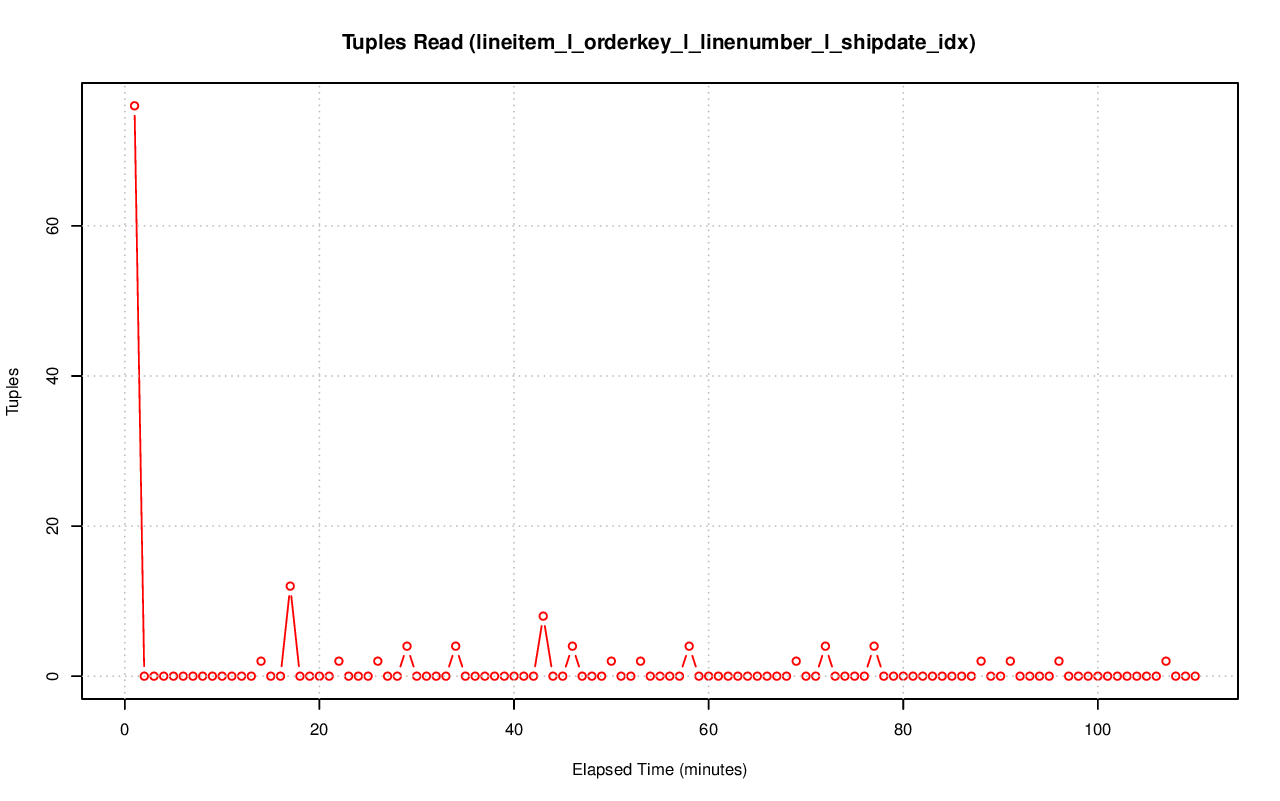 Tuples Read (lineitem_l_orderkey_l_linenumber_l_shipdate_idx)
60
40
20
0
Tuples
0 20 40 60 80 100
Elapsed Time (minutes)